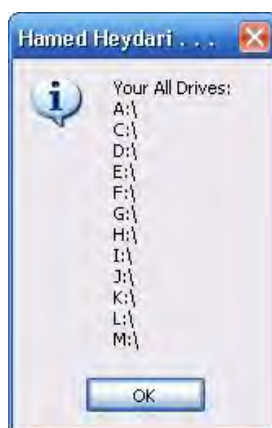 Hamed Heydari . . .
Your All Drives:
A:\
C:\
D:\
E:\
F:\
G:\
H:\
I:\
J:\
K:\
L:\
M:\
OK